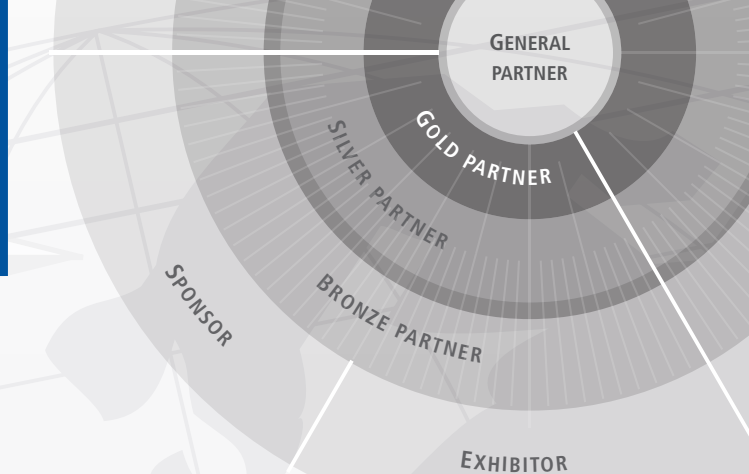 GENERAL
PARTNER
GOLD PARTNER
SILVER PARTNER
BRONZE PARTNER
SPONSOR
EXHIBITOR